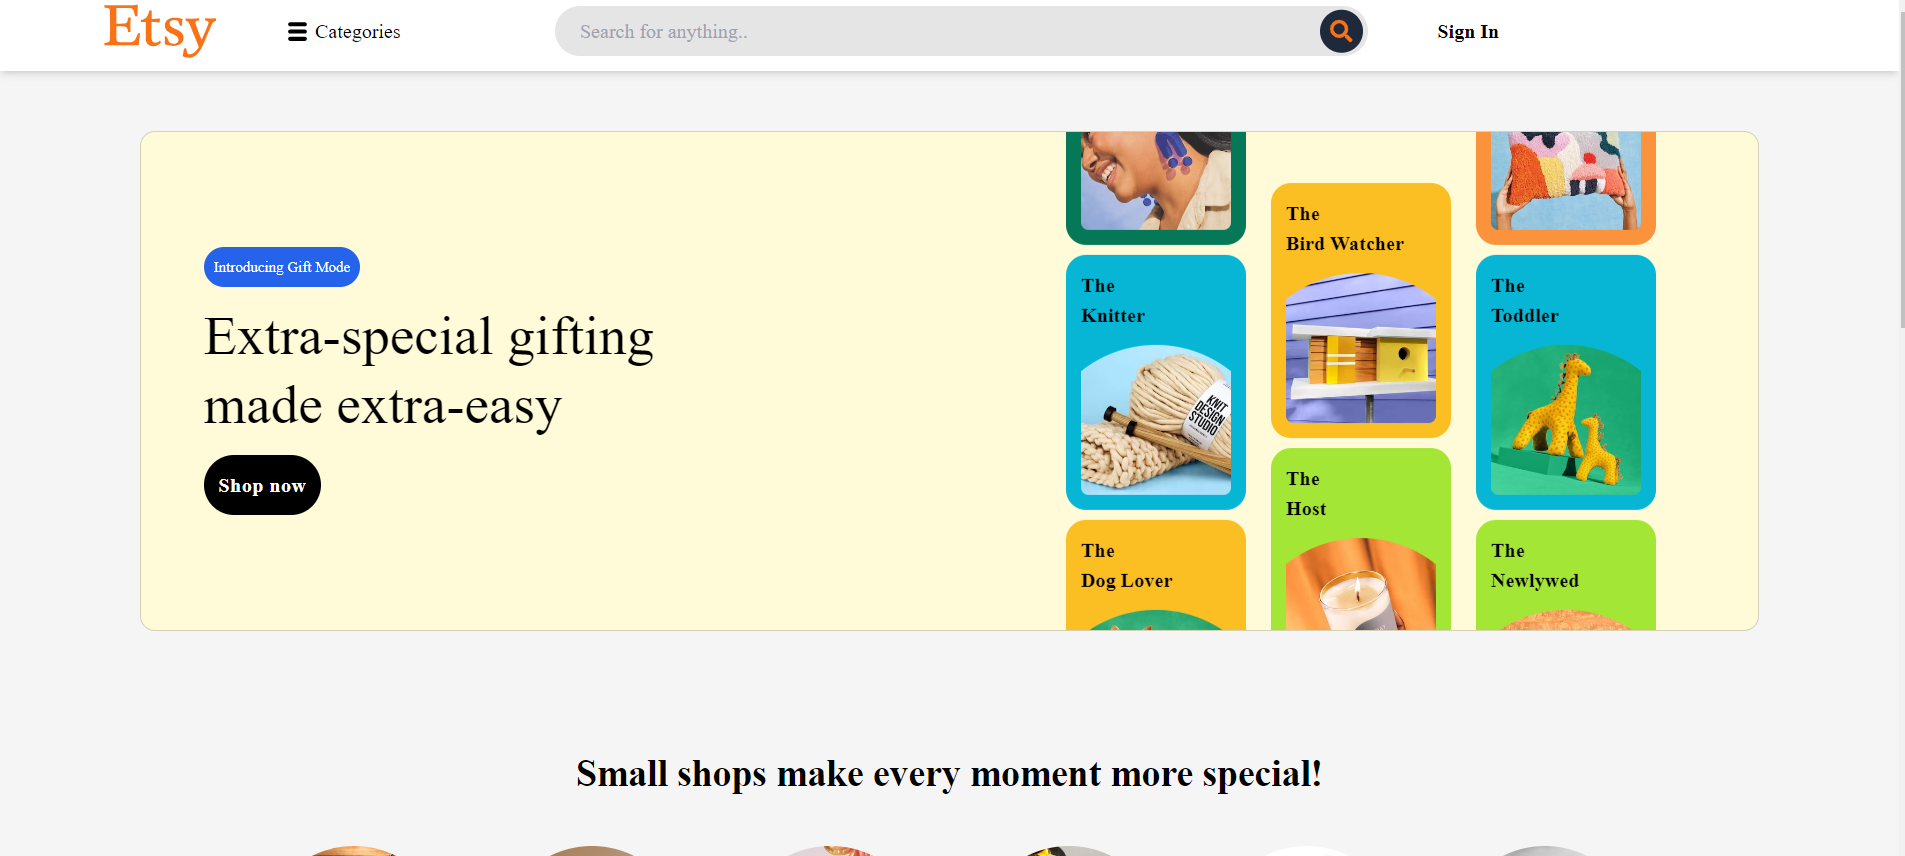 Etsy
Categories
Search for anything..
Sign In
Introducing Gift Mode
Extra-special gifting
made extra-easy
Shop now
The
Knitter
KNIT
DESIGN
STUDIO
The
Dog Lover
The
Bird Watcher
The
Host
The
Toddler
The
Newlywed
Small shops make every moment more special!